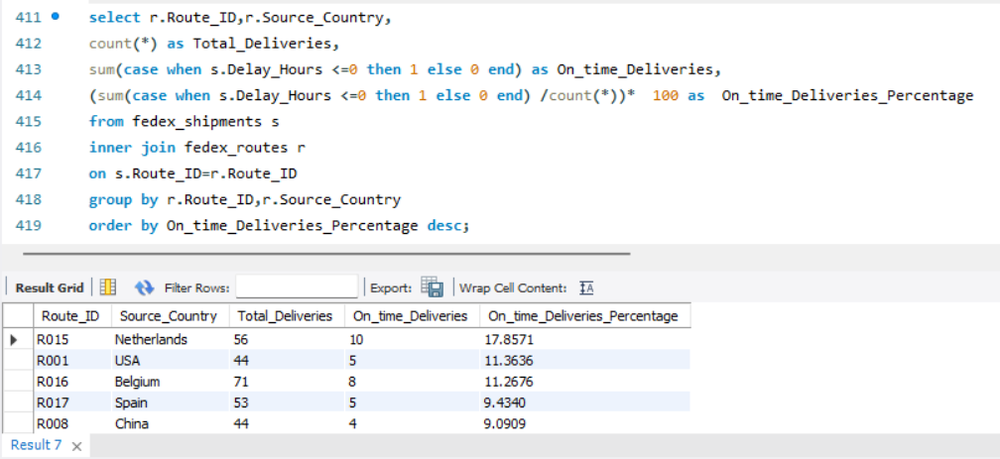 411 select r.Route_ID,r.Source_Country,
412 count(*) as Total_Deliveries,
413 sum(case when s.Delay_Hours <=0 then 1 else 0 end) as On_time_Deliveries,
414 (sum(case when s.Delay_Hours <=0 then 1 else 0 end) /count(*))*  100 as  On_time_Deliveries_Percentage
415 from fedex_shipments s
416 inner join fedex_routes r
417 on s.Route_ID=r.Route_ID
418 group by r.Route_ID,r.Source_Country
419 order by On_time_Deliveries_Percentage desc;
Result Grid Filter Rows: Export: Wrap Cell Content:
Route_ID Source_Country Total_Deliveries On_time_Deliveries On_time_Deliveries_Percentage
R015 Netherlands 56 10 17.8571
R001 USA 44 5 11.3636
R016 Belgium 71 8 11.2676
R017 Spain 53 5 9.4340
R008 China 44 4 9.0909
Result 7